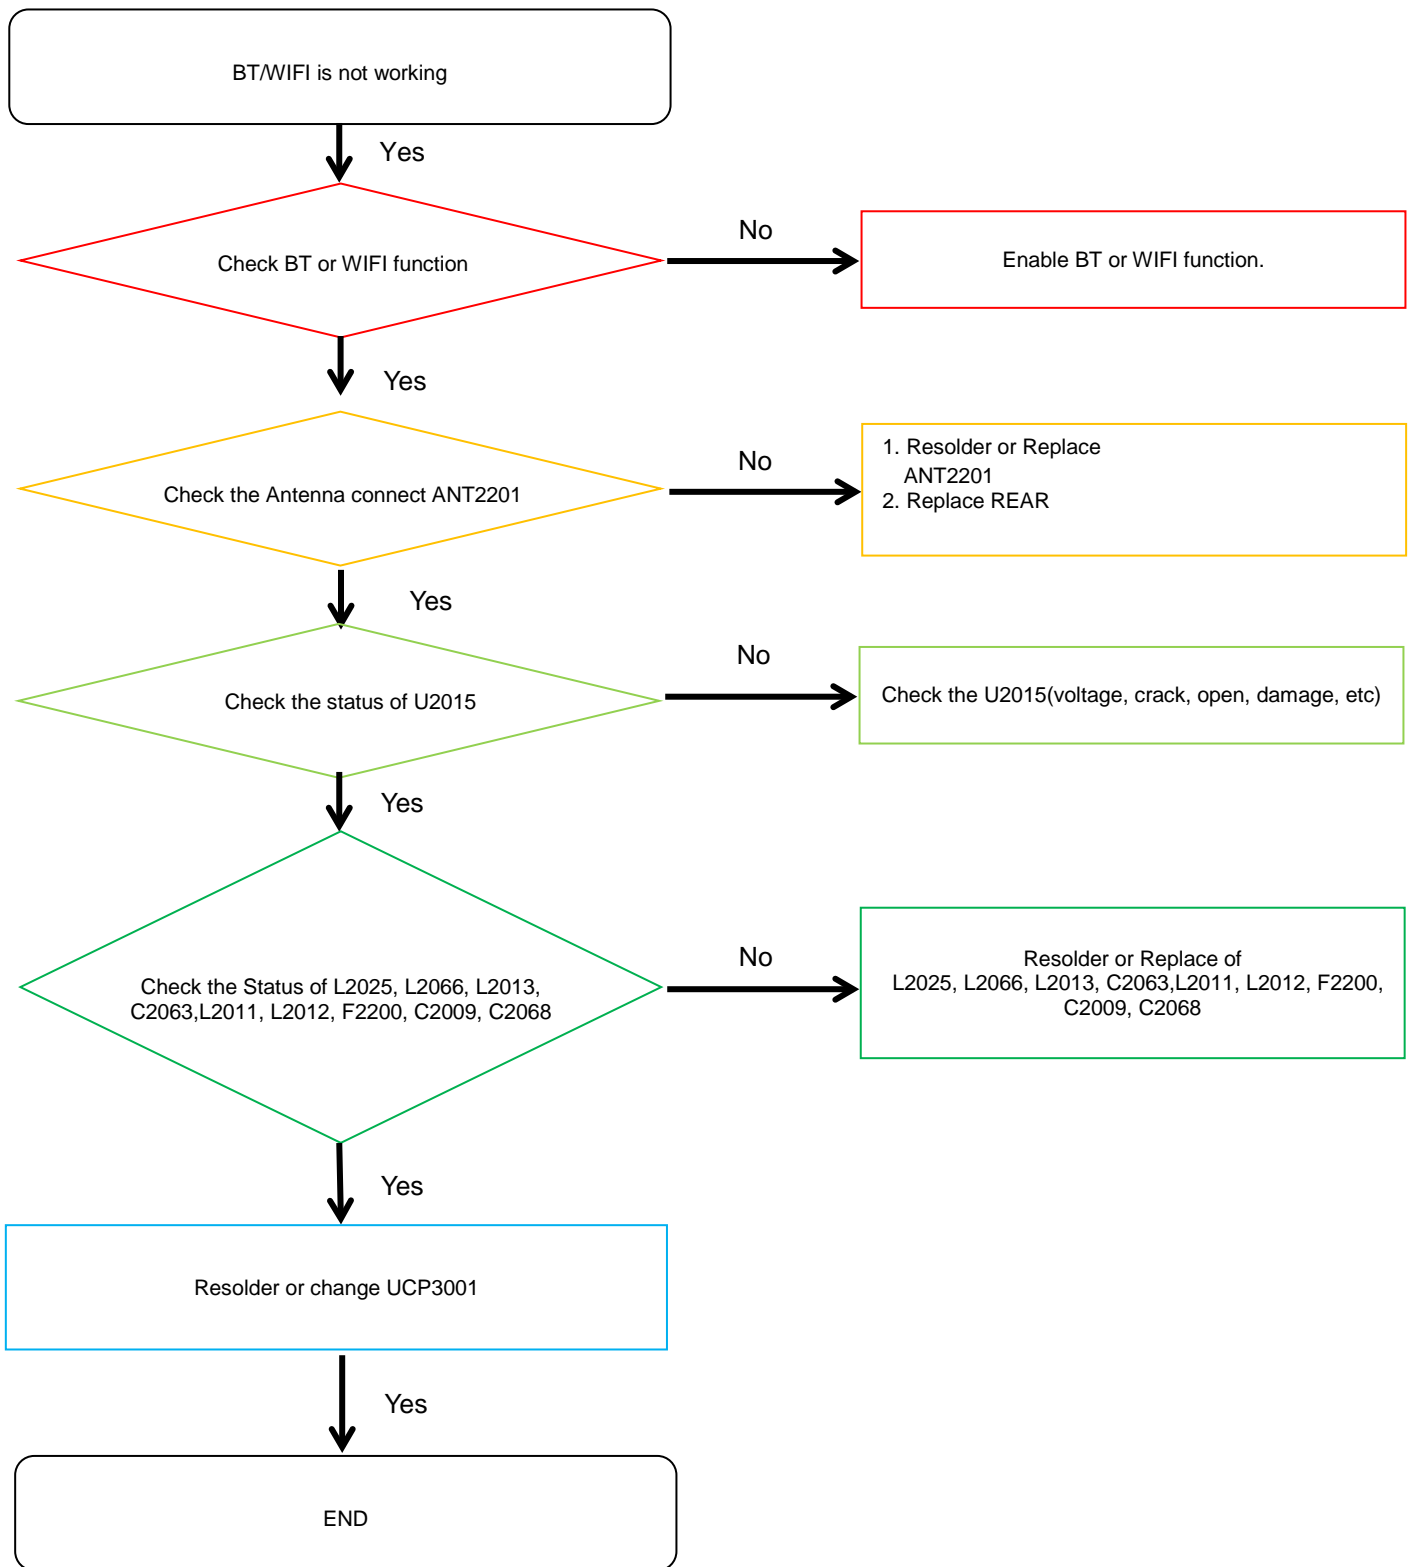 BT/WIFI is not working
Yes
Check BT or WIFI function
No
Enable BT or WIFI function.
Yes
Check the Antenna connect ANT2201
No
1. Resolder or Replace
ANT2201
2. Replace REAR
Yes
Check the status of U2015
No
Check the U2015(voltage, crack, open, damage, etc)
Yes
Check the Status of L2025, L2066, L2013,
C2063,L2011, L2012, F2200, C2009, C2068
No
Resolder or Replace of
L2025, L2066, L2013, C2063,L2011, L2012, F2200,
C2009, C2068
Yes
Resolder or change UCP3001
Yes
END